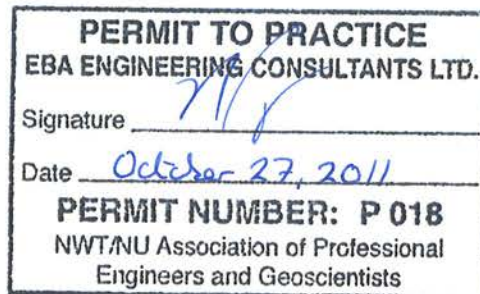 PERMIT TO PRACTICE
EBA ENGINEERING CONSULTANTS LTD.
Signature
Date October 27, 2011
PERMIT NUMBER: P 018
NWT/NU Association of Professional
Engineers and Geoscientists